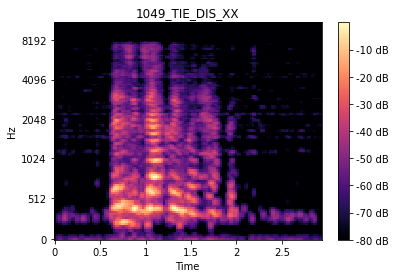 1049_TIE_DIS_XX
8192
4096
2048
1024
512
0
Hz
0
0.5
1
1.5
2
2.5
Time
-10 dB
-20 dB
-30 dB
-40 dB
-50 dB
-60 dB
-70 dB
-80 dB